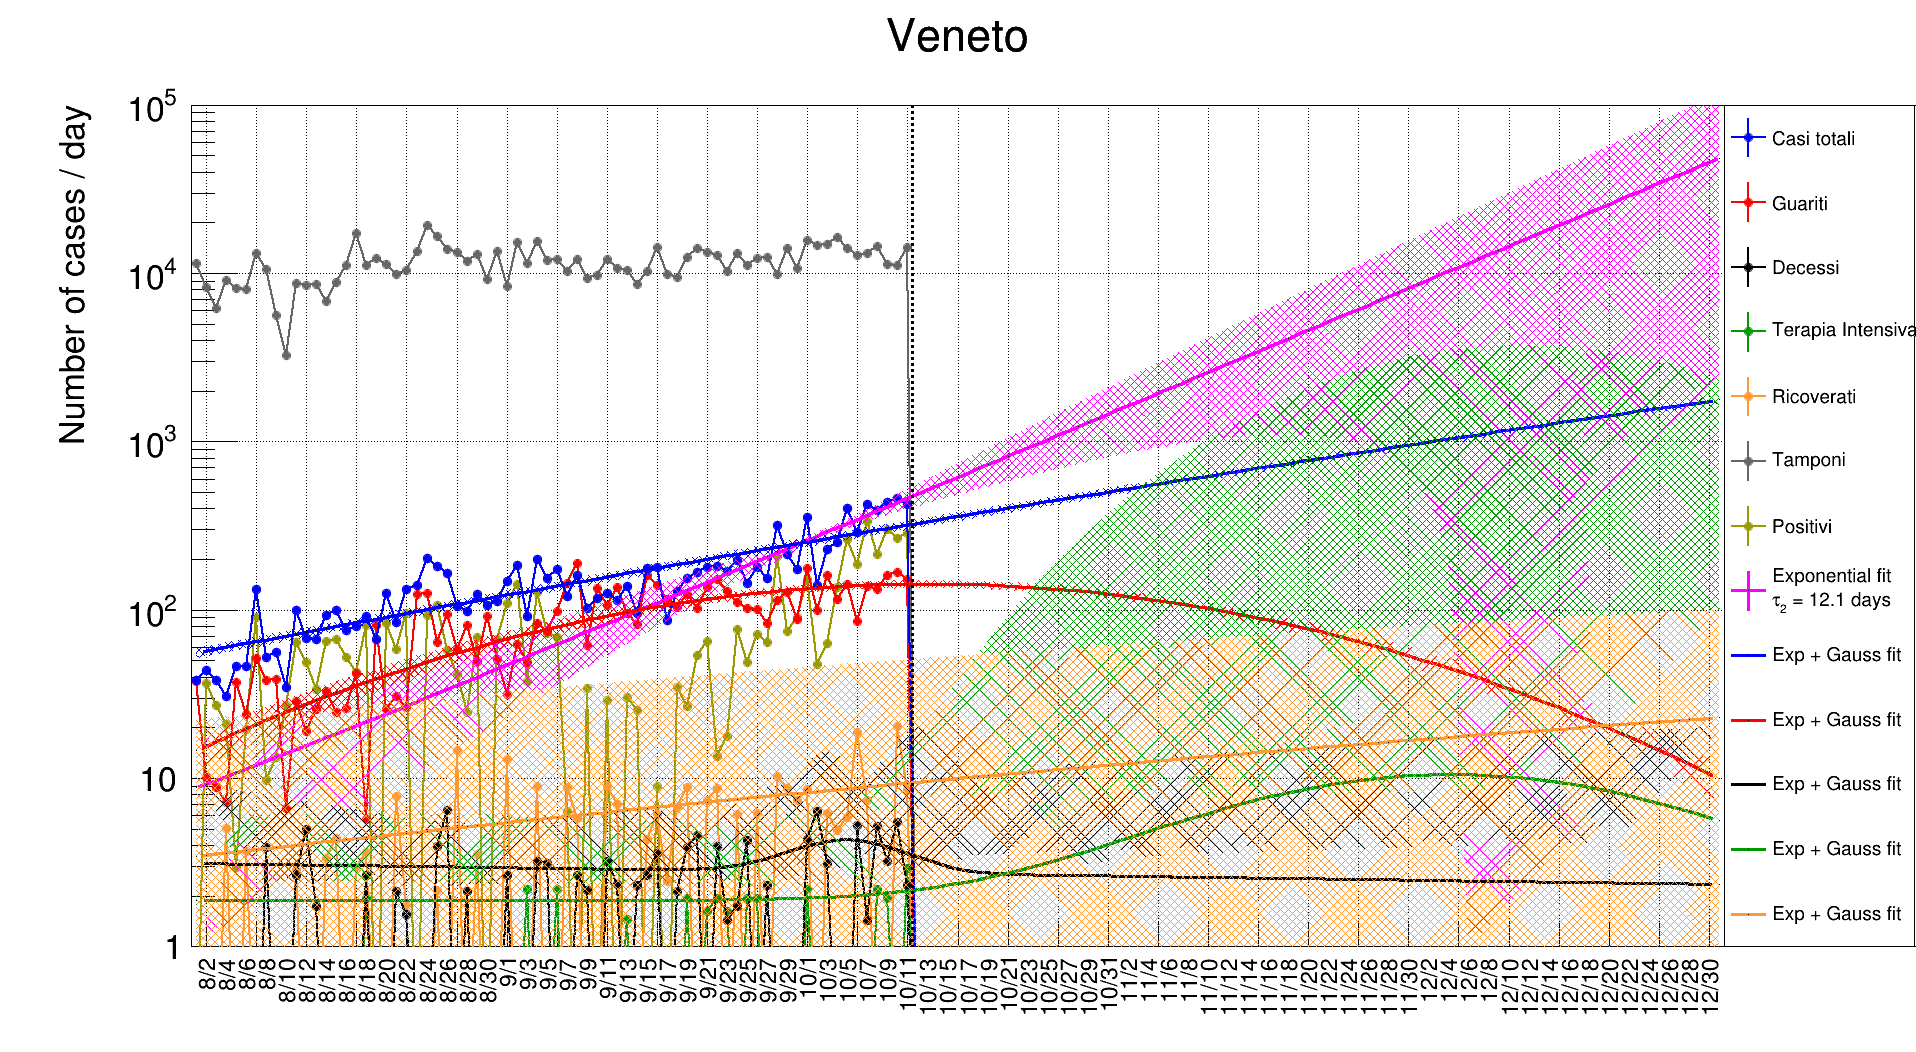 Veneto
Number of cases / day
10^5
10^4
10^3
10^2
10
1
8/2 8/4 8/6 8/8 8/10 8/12 8/14 8/16 8/18 8/20 8/22 8/24 8/26 8/28 8/30 9/1 9/3 9/5 9/7 9/9 9/11 9/13 9/15 9/17 9/19 9/21 9/23 9/25 9/27 9/29 10/1 10/3 10/5 10/7 10/9 10/11 10/13 10/15 10/17 10/19 10/21 10/23 10/25 10/27 10/29 10/31 11/2 11/4 11/6 11/8 11/10 11/12 11/14 11/16 11/18 11/20 11/22 11/24 11/26 11/28 11/30 12/2 12/4 12/6 12/8 12/10 12/12 12/14 12/16 12/18 12/20 12/22 12/24 12/26 12/28 12/30
Casi totali
Guariti
Decessi
Terapia Intensiva
Ricoverati
Tamponi
Positivi
Exponential fit
τ₂ = 12.1 days
Exp + Gauss fit
Exp + Gauss fit
Exp + Gauss fit
Exp + Gauss fit
Exp + Gauss fit